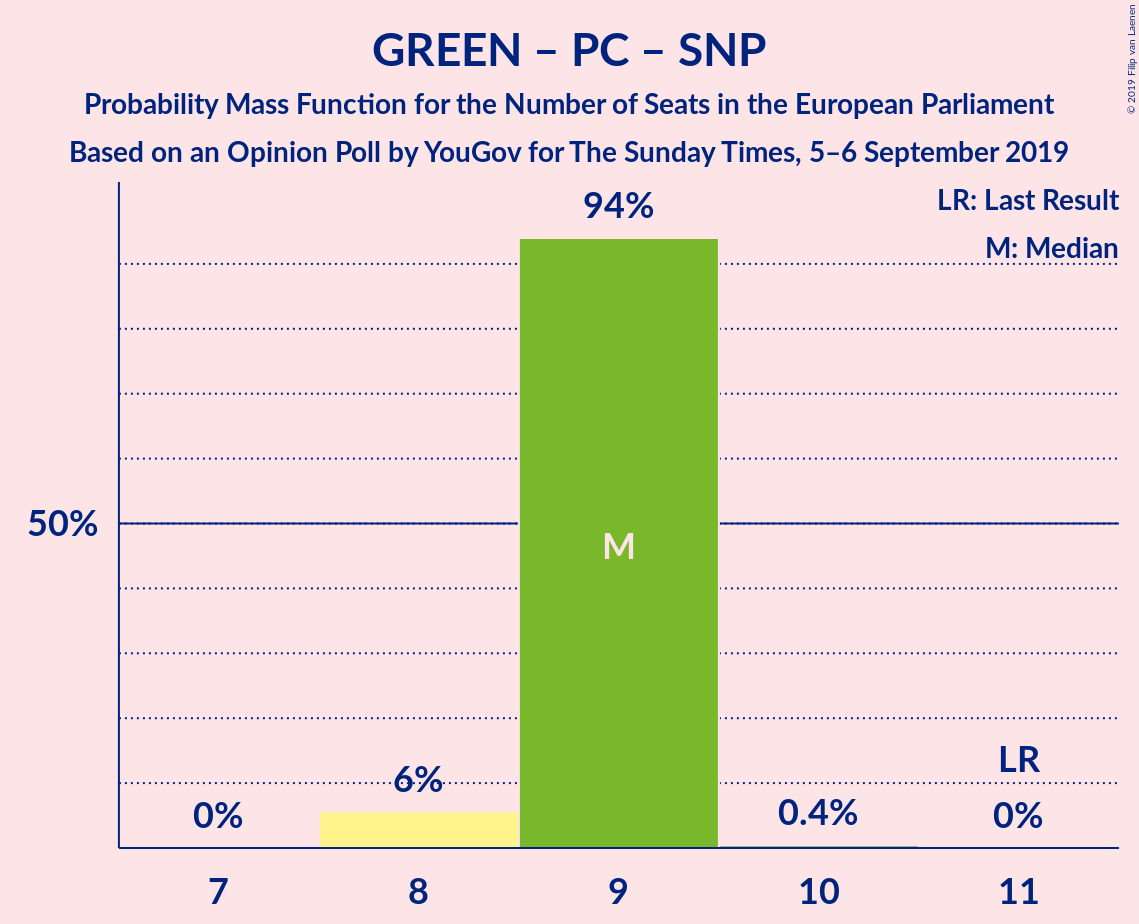 GREEN – PC – SNP
Probability Mass Function for the Number of Seats in the European Parliament
Based on an Opinion Poll by YouGov for The Sunday Times, 5–6 September 2019
© 2019 Filip van Laenen
LR: Last Result
M: Median
94%
50%
M
LR
0%
6%
0.4%
0%
7
8
9
10
11